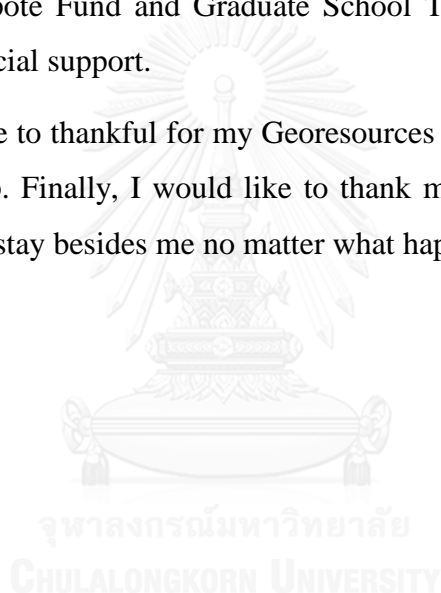 ote Fund and Graduate School T
cial support.
e to thankful for my Georesources
. Finally, I would like to thank m
stay besides me no matter what hap
จุฬาลงกรณ์มหาวิทยาลัย
CHULALONGKORN UNIVERSITY